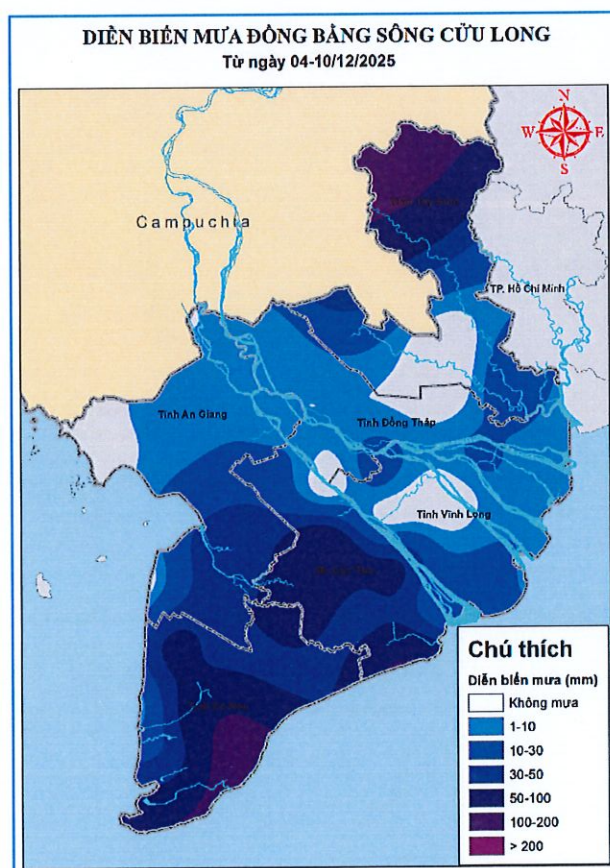 DIỄN BIẾN MƯA ĐỒNG BẰNG SÔNG CỬU LONG
Từ ngày 04-10/12/2025
N
W E
S
Campuchia
TP. Hồ Chí Minh
Tỉnh An Giang
Tỉnh Đồng Tháp
Tỉnh Vĩnh Long
Chú thích
Diễn biến mưa (mm)
Không mưa
1-10
10-30
30-50
50-100
100-200
> 200